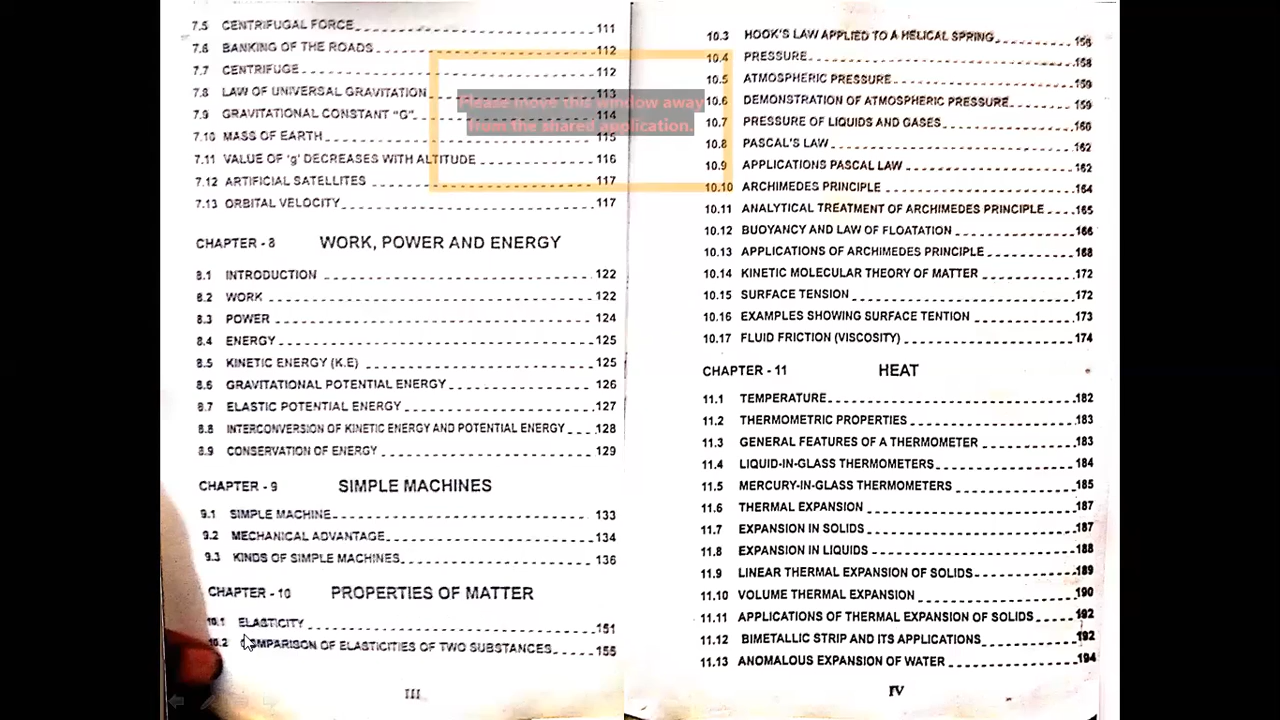 7.5 CENTRIFUGAL FORCE 111
7.6 BANKING OF THE ROADS 112
7.7 CENTRIFUGE 112
7.8 LAW OF UNIVERSAL GRAVITATION 113
7.9 GRAVITATIONAL CONSTANT "G" 114
7.10 MASS OF EARTH 115
7.11 VALUE OF 'g' DECREASES WITH ALTITUDE 116
7.12 ARTIFICIAL SATELLITES 117
7.13 ORBITAL VELOCITY 117
Please move this window away
from the shared application.
CHAPTER - 8 WORK, POWER AND ENERGY
8.1 INTRODUCTION 122
8.2 WORK 122
8.3 POWER 124
8.4 ENERGY 125
8.5 KINETIC ENERGY (K.E) 125
8.6 GRAVITATIONAL POTENTIAL ENERGY 126
8.7 ELASTIC POTENTIAL ENERGY 127
8.8 INTERCONVERSION OF KINETIC ENERGY AND POTENTIAL ENERGY 128
8.9 CONSERVATION OF ENERGY 129
CHAPTER - 9 SIMPLE MACHINES
9.1 SIMPLE MACHINE 133
9.2 MECHANICAL ADVANTAGE 134
9.3 KINDS OF SIMPLE MACHINES 136
CHAPTER - 10 PROPERTIES OF MATTER
10.1 ELASTICITY 151
10.2 COMPARISON OF ELASTICITIES OF TWO SUBSTANCES 155
III
10.3 HOOK'S LAW APPLIED TO A HELICAL SPRING 156
10.4 PRESSURE 158
10.5 ATMOSPHERIC PRESSURE 159
10.6 DEMONSTRATION OF ATMOSPHERIC PRESSURE 159
10.7 PRESSURE OF LIQUIDS AND GASES 160
10.8 PASCAL'S LAW 162
10.9 APPLICATIONS PASCAL LAW 162
10.10 ARCHIMEDES PRINCIPLE 164
10.11 ANALYTICAL TREATMENT OF ARCHIMEDES PRINCIPLE 165
10.12 BUOYANCY AND LAW OF FLOATATION 166
10.13 APPLICATIONS OF ARCHIMEDES PRINCIPLE 168
10.14 KINETIC MOLECULAR THEORY OF MATTER 172
10.15 SURFACE TENSION 172
10.16 EXAMPLES SHOWING SURFACE TENTION 173
10.17 FLUID FRICTION (VISCOSITY) 174
CHAPTER - 11 HEAT
11.1 TEMPERATURE 182
11.2 THERMOMETRIC PROPERTIES 183
11.3 GENERAL FEATURES OF A THERMOMETER 183
11.4 LIQUID-IN-GLASS THERMOMETERS 184
11.5 MERCURY-IN-GLASS THERMOMETERS 185
11.6 THERMAL EXPANSION 187
11.7 EXPANSION IN SOLIDS 187
11.8 EXPANSION IN LIQUIDS 188
11.9 LINEAR THERMAL EXPANSION OF SOLIDS 189
11.10 VOLUME THERMAL EXPANSION 190
11.11 APPLICATIONS OF THERMAL EXPANSION OF SOLIDS 192
11.12 BIMETALLIC STRIP AND ITS APPLICATIONS 192
11.13 ANOMALOUS EXPANSION OF WATER 194
IV